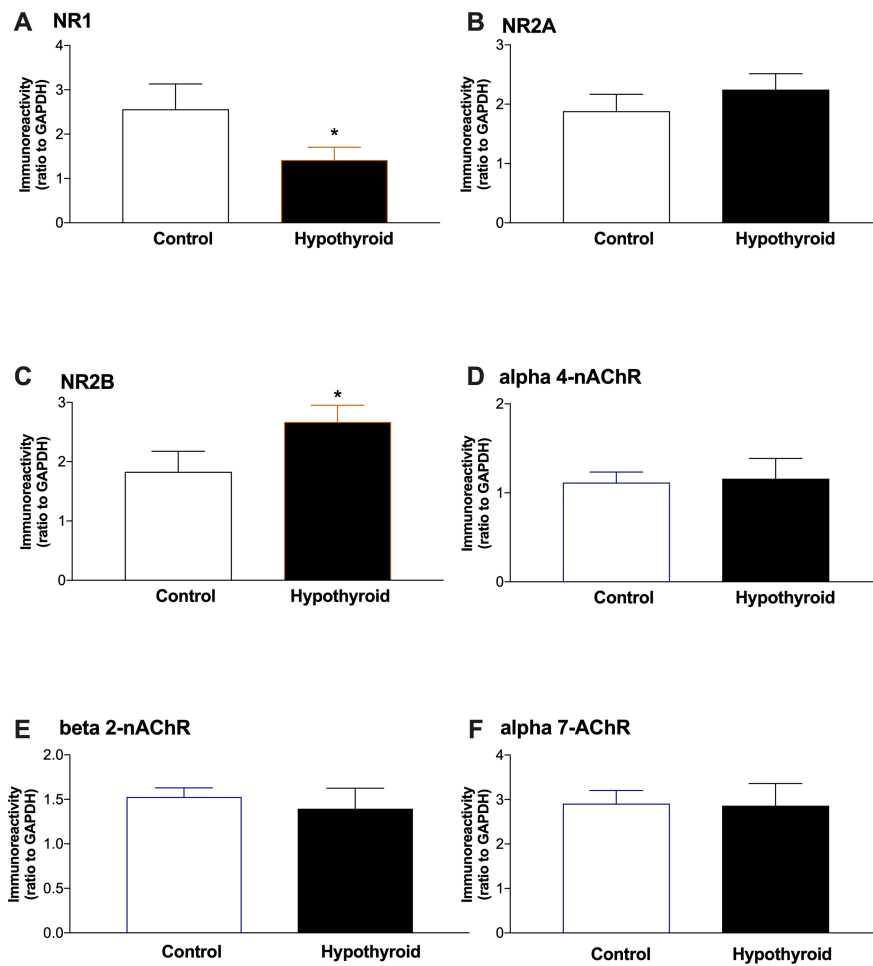 A NR1
Immunoreactivity
(ratio to GAPDH)
4
3
2
1
0
*
Control Hypothyroid
B NR2A
Immunoreactivity
(ratio to GAPDH)
3
2
1
0
Control Hypothyroid
C NR2B
Immunoreactivity
(ratio to GAPDH)
3
2
1
0
*
Control Hypothyroid
D alpha 4-nAChR
Immunoreactivity
(ratio to GAPDH)
2
1
0
Control Hypothyroid
E beta 2-nAChR
Immunoreactivity
(ratio to GAPDH)
2.0
1.5
1.0
0.5
0.0
Control Hypothyroid
F alpha 7-AChR
Immunoreactivity
(ratio to GAPDH)
4
3
2
1
0
Control Hypothyroid